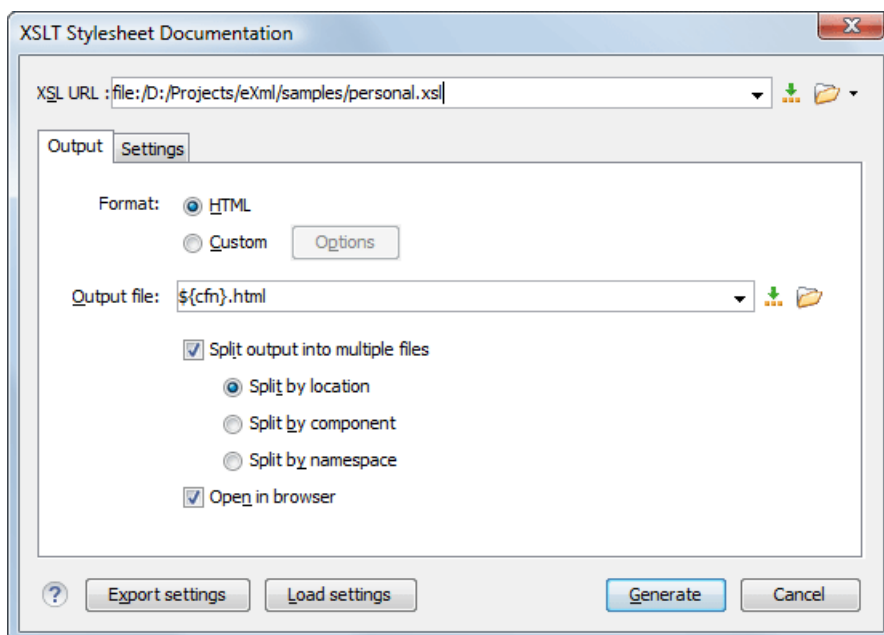 XSLT Stylesheet Documentation
XSL URL : file:/D:/Projects/eXml/samples/personal.xsl
Output Settings
Format: HTML
Custom Options
Output file: ${cfn}.html
Split output into multiple files
Split by location
Split by component
Split by namespace
Open in browser
? Export settings Load settings Generate Cancel